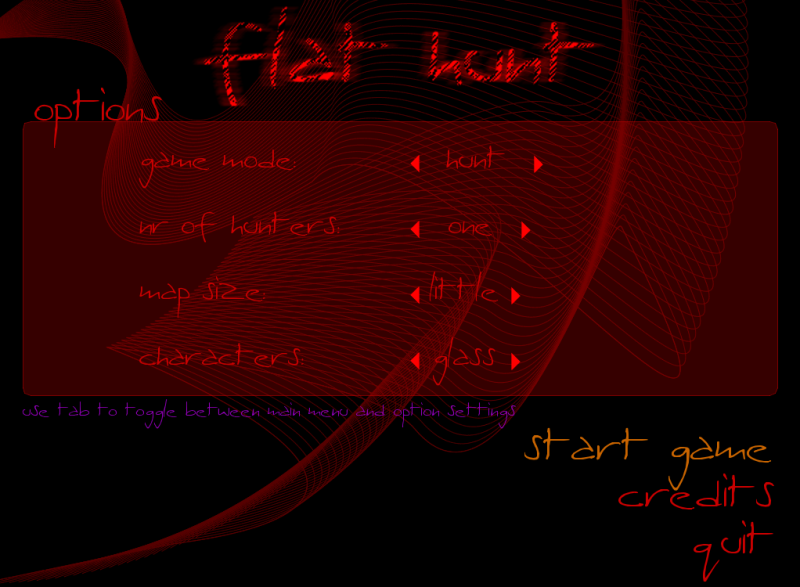 flat hunt
options
game mode: hunt
nr of hunters: one
map size: little
characters: glass
use tab to toggle between main menu and option settings
start game
credits
quit